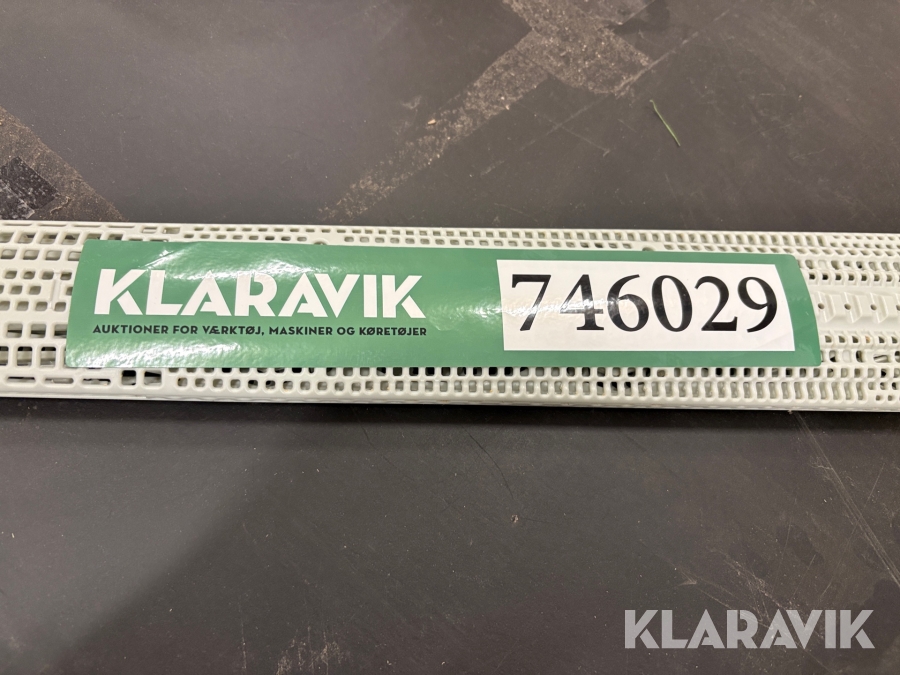 KLARAVIK
AUKTIONER FOR VÆRKTØJ, MASKINER OG KØRETØJER
746029
KLARAVIK